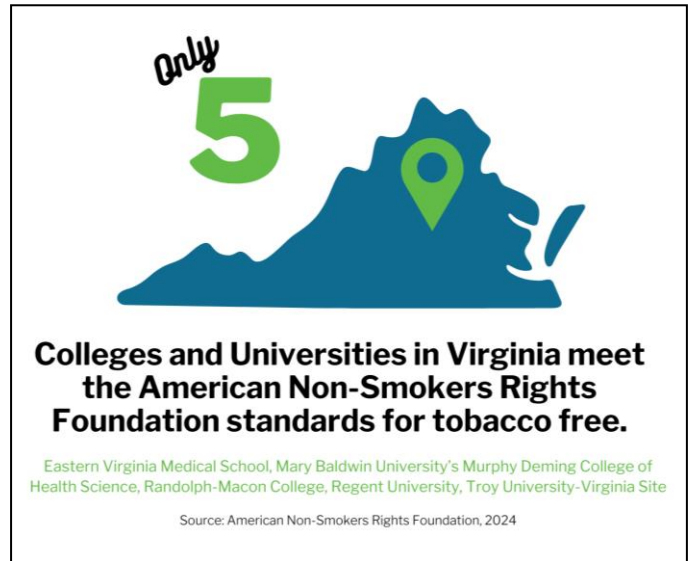 Only
5
Colleges and Universities in Virginia meet
the American Non-Smokers Rights
Foundation standards for tobacco free.
Eastern Virginia Medical School, Mary Baldwin University's Murphy Deming College of
Health Science, Randolph-Macon College, Regent University, Troy University-Virginia Site
Source: American Non-Smokers Rights Foundation, 2024